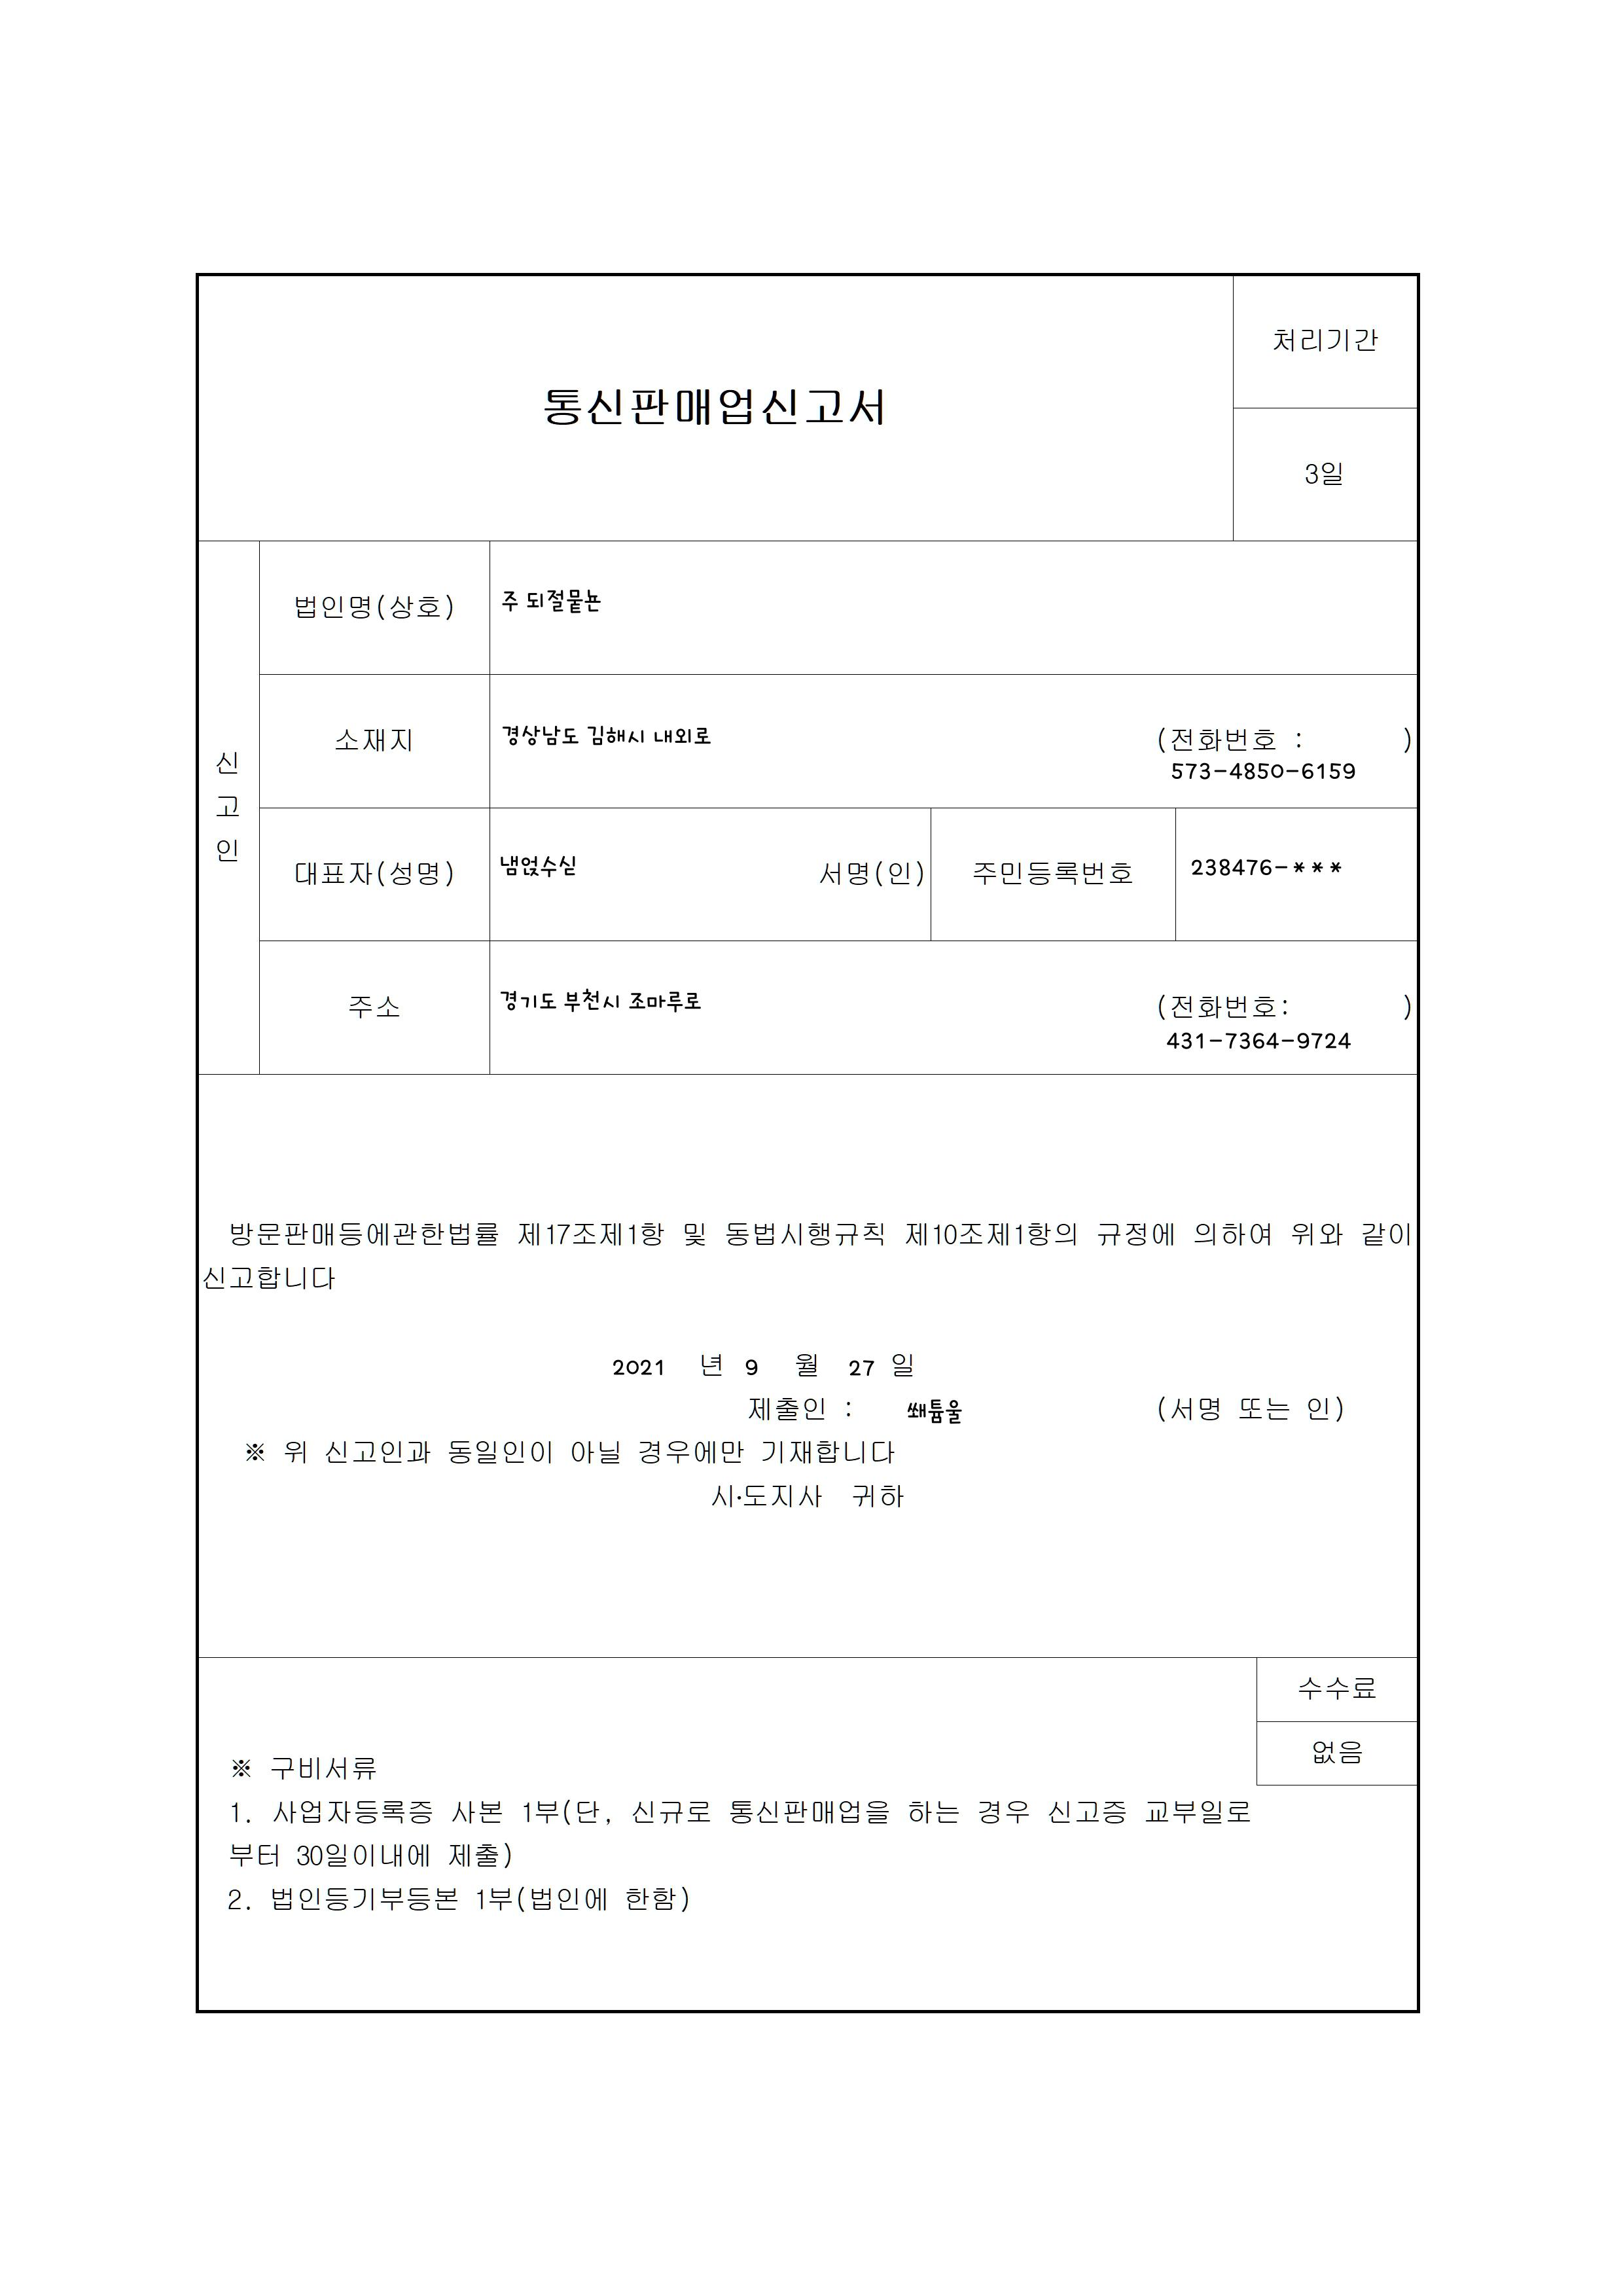 통신판매업신고서
처리기간
3일
신고인
법인명(상호)
주 되절뭍뇬
소재지
경상남도 김해시 내외로
(전화번호 : )
573-4850-6159
대표자(성명)
냄얹수싣 서명(인)
주민등록번호
238476-***
주소
경기도 부천시 조마루로
(전화번호: )
431-7364-9724
방문판매등에관한법률 제17조제1항 및 동법시행규칙 제10조제1항의 규정에 의하여 위와 같이
신고합니다
2021 년 9 월 27 일
제출인 : 쐐튬울 (서명 또는 인)
※ 위 신고인과 동일인이 아닐 경우에만 기재합니다
시·도지사 귀하
수수료
없음
※ 구비서류
1. 사업자등록증 사본 1부(단, 신규로 통신판매업을 하는 경우 신고증 교부일로
부터 30일이내에 제출)
2. 법인등기부등본 1부(법인에 한함)